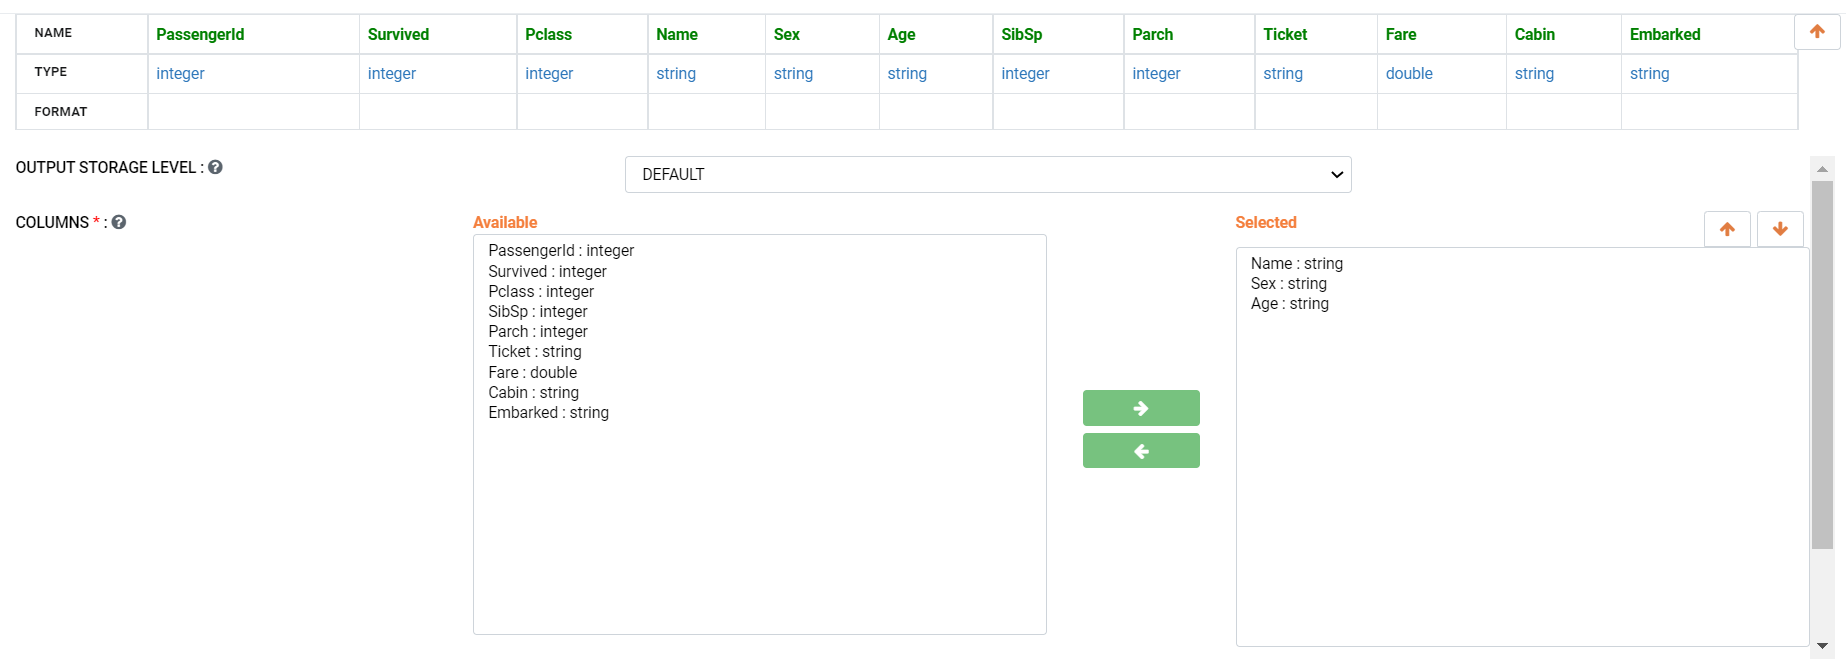 NAME PassengerId Survived Pclass Name Sex Age SibSp Parch Ticket Fare Cabin Embarked
TYPE integer integer integer string string string integer integer string double string string
FORMAT
OUTPUT STORAGE LEVEL :
DEFAULT
COLUMNS * :
Available
PassengerId : integer
Survived : integer
Pclass : integer
SibSp : integer
Parch : integer
Ticket : string
Fare : double
Cabin : string
Embarked : string
Selected
Name : string
Sex : string
Age : string